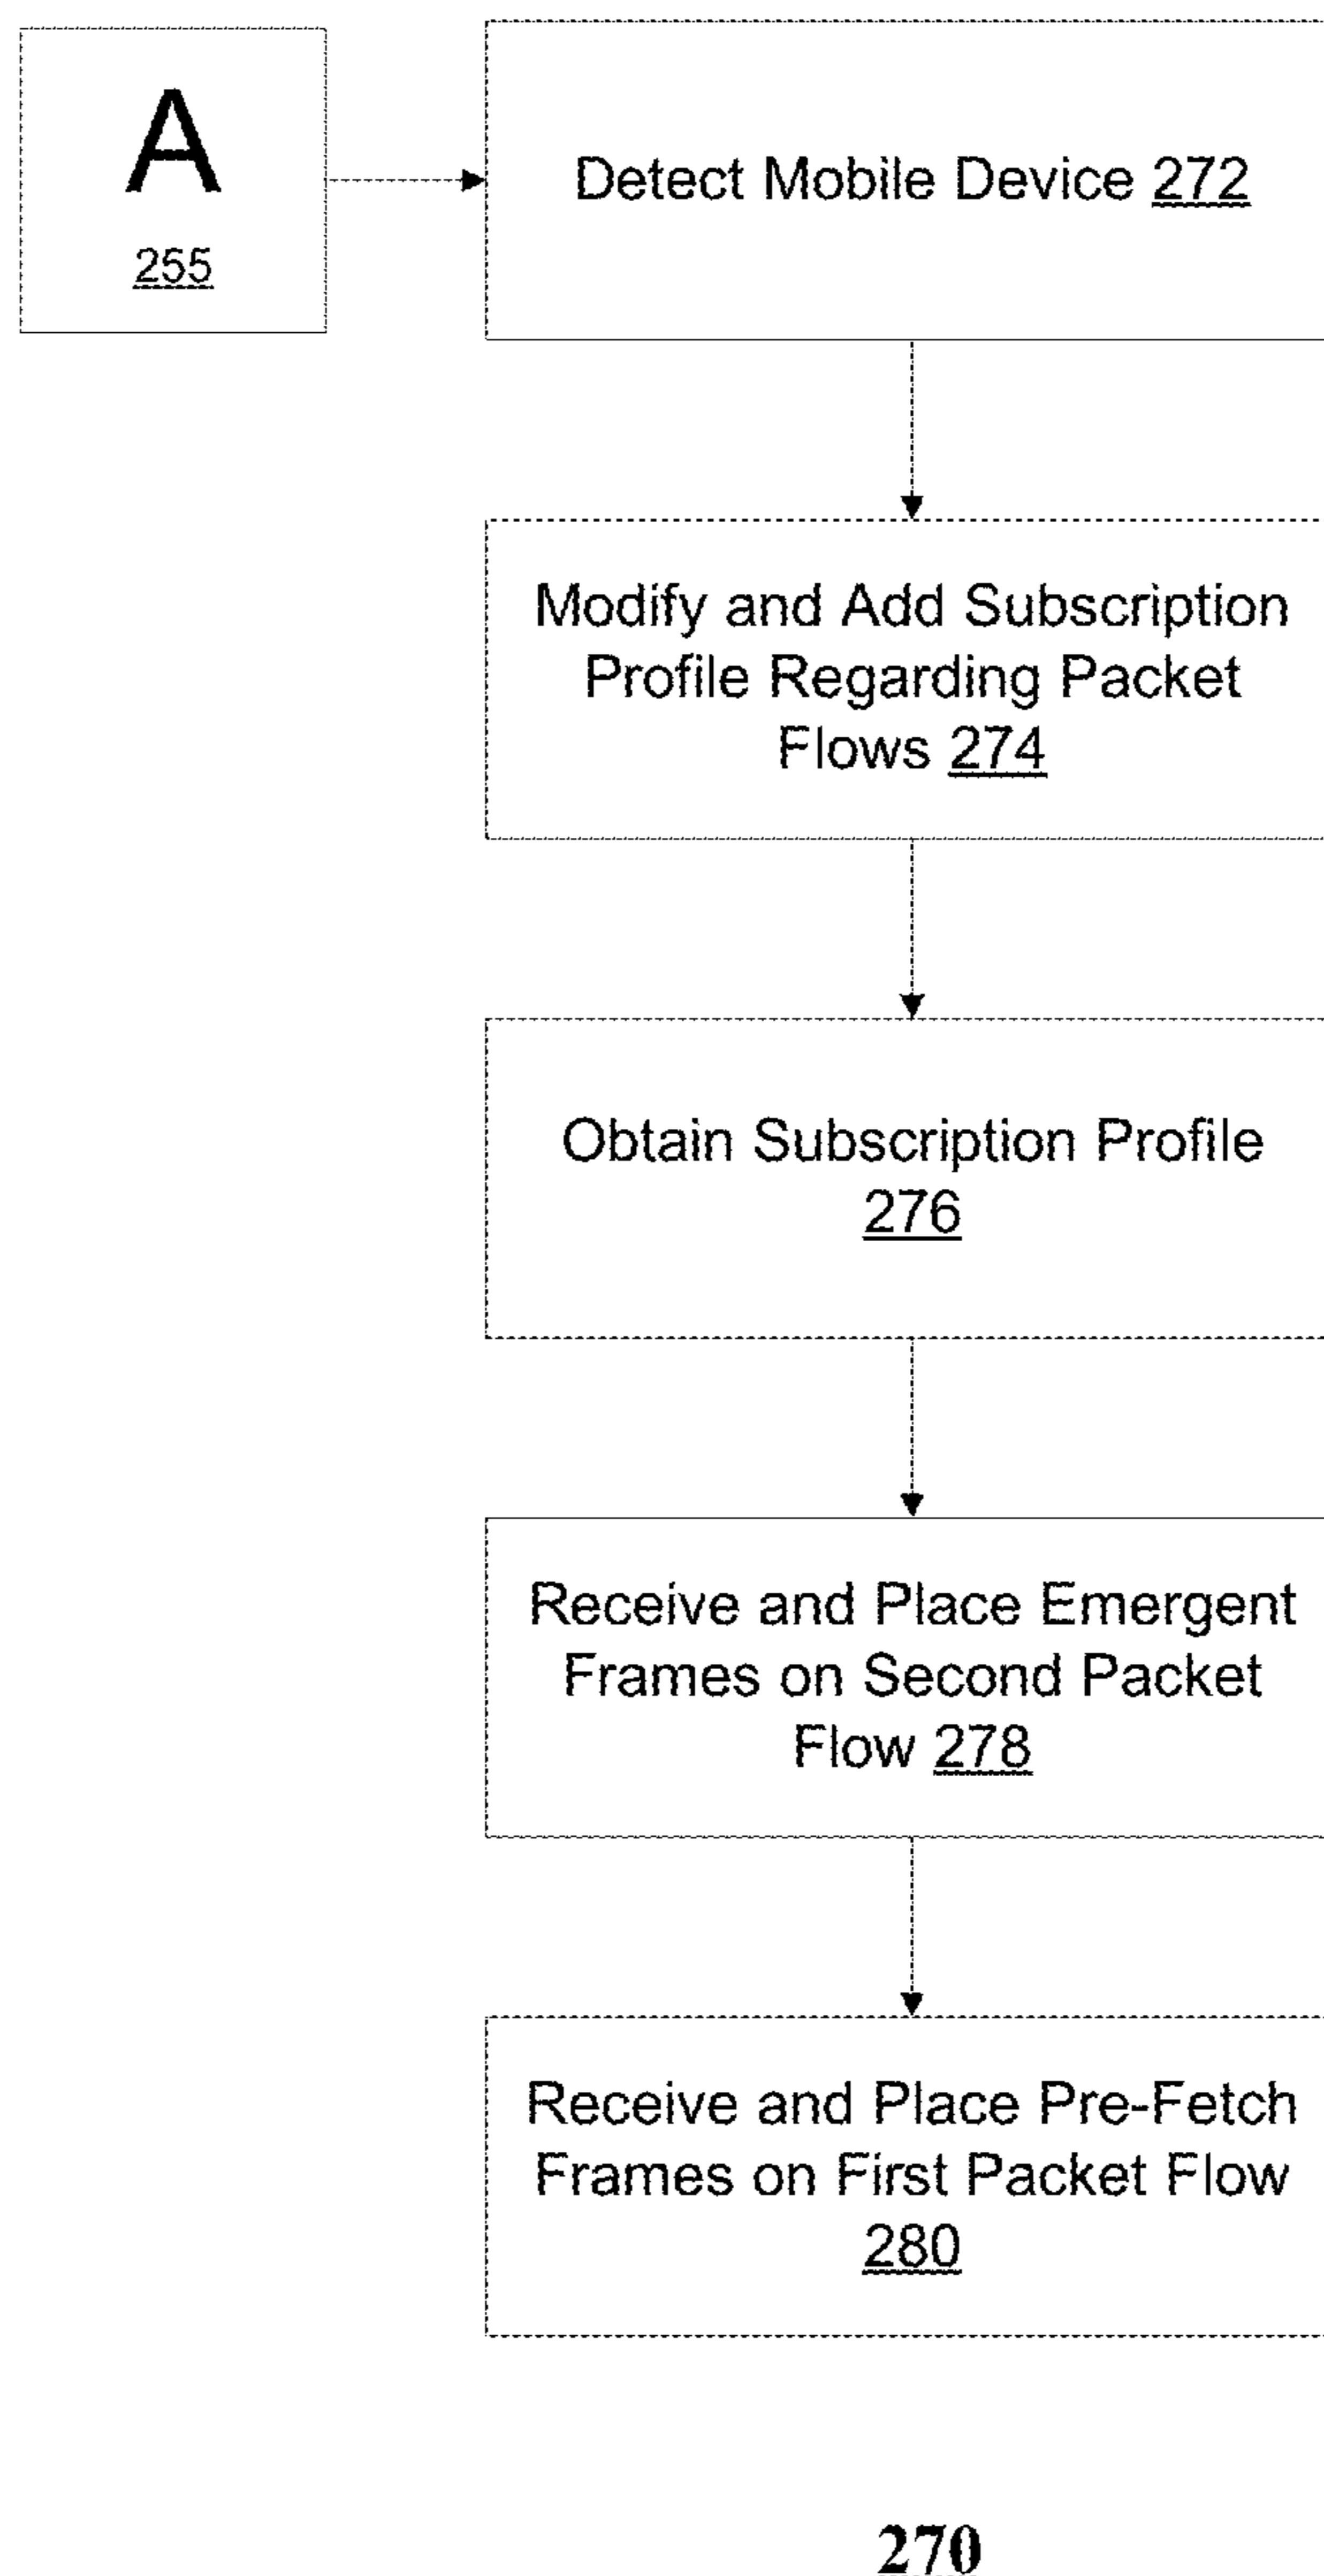 A
255
Detect Mobile Device 272
Modify and Add Subscription
Profile Regarding Packet
Flows 274
Obtain Subscription Profile
276
Receive and Place Emergent
Frames on Second Packet
Flow 278
Receive and Place Pre-Fetch
Frames on First Packet Flow
280
270